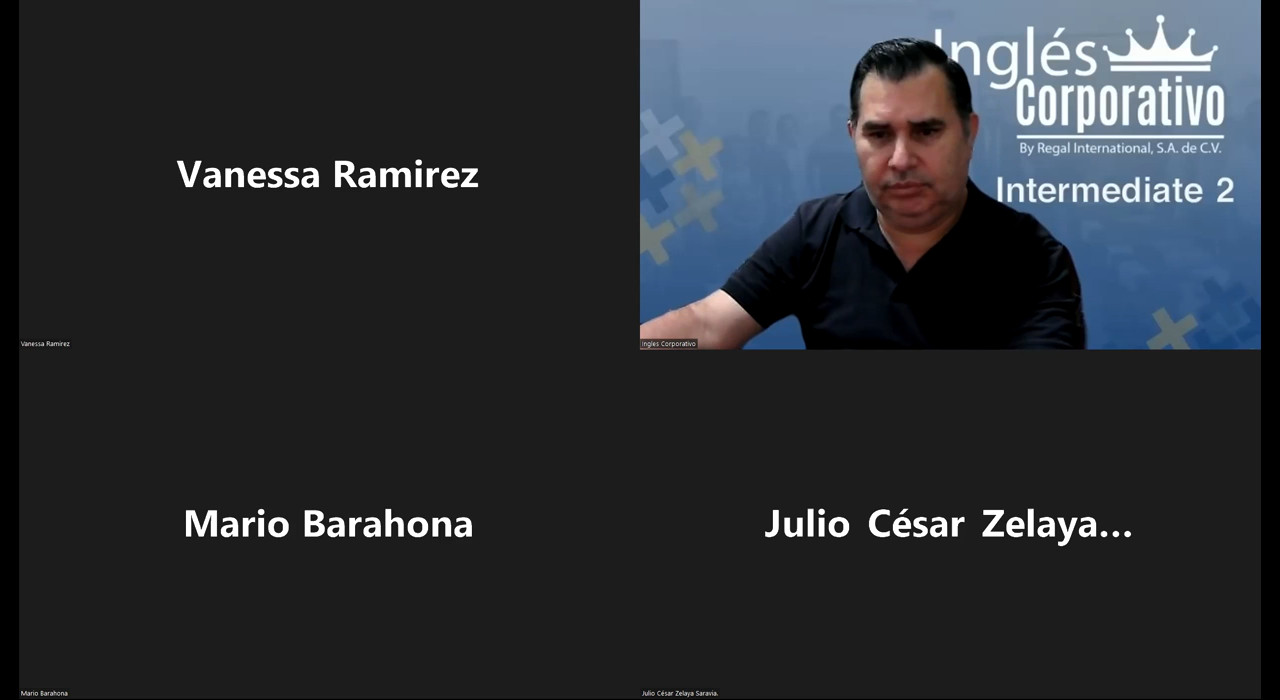 Vanessa Ramirez
Vanessa Ramirez
Inglés
Corporativo
By Regal International, S.A. de C.V.
Intermediate 2
Ingles Corporativo
Mario Barahona
Mario Barahona
Julio César Zelaya...
Julio César Zelaya Saravia.